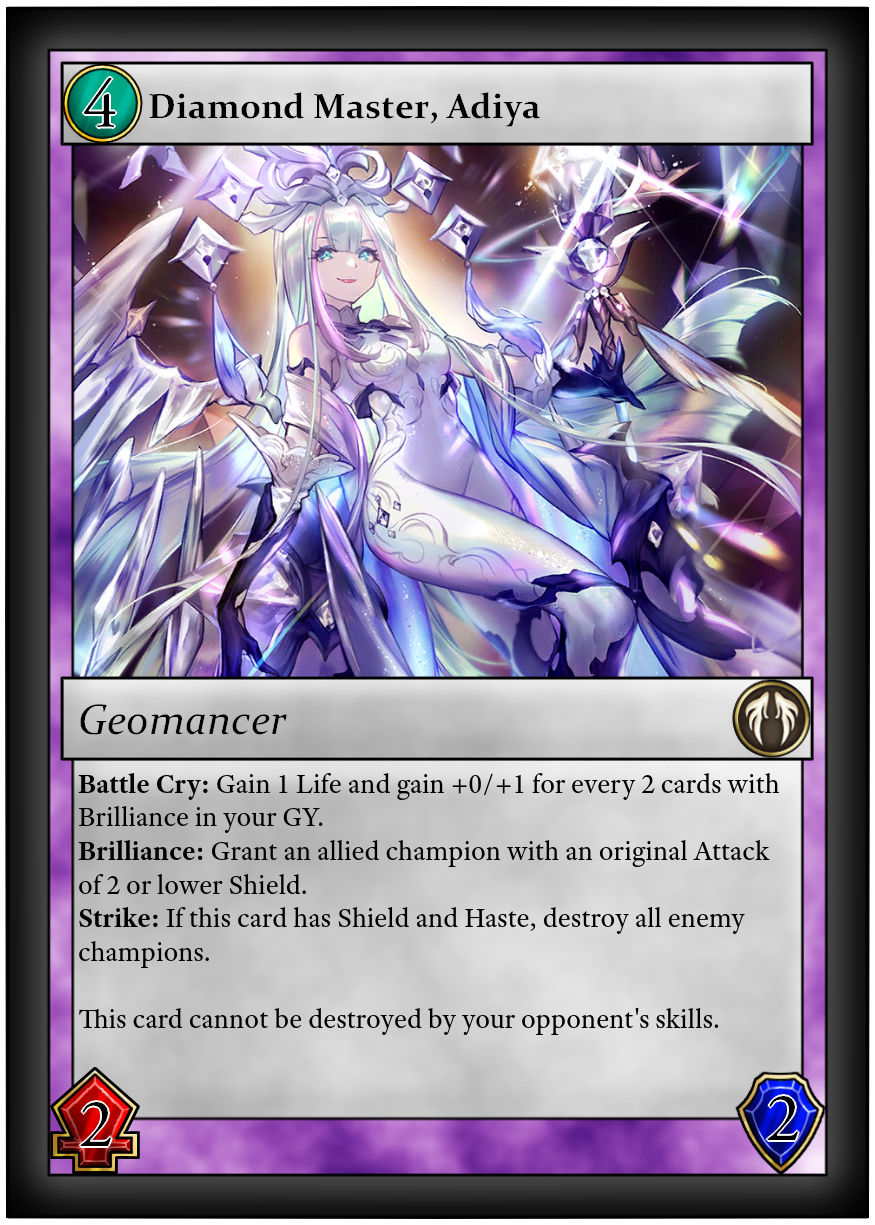 4
Diamond Master, Adiya
Geomancer
Battle Cry: Gain 1 Life and gain +0/+1 for every 2 cards with
Brilliance in your GY.
Brilliance: Grant an allied champion with an original Attack
of 2 or lower Shield.
Strike: If this card has Shield and Haste, destroy all enemy
champions.
This card cannot be destroyed by your opponent's skills.
2
2